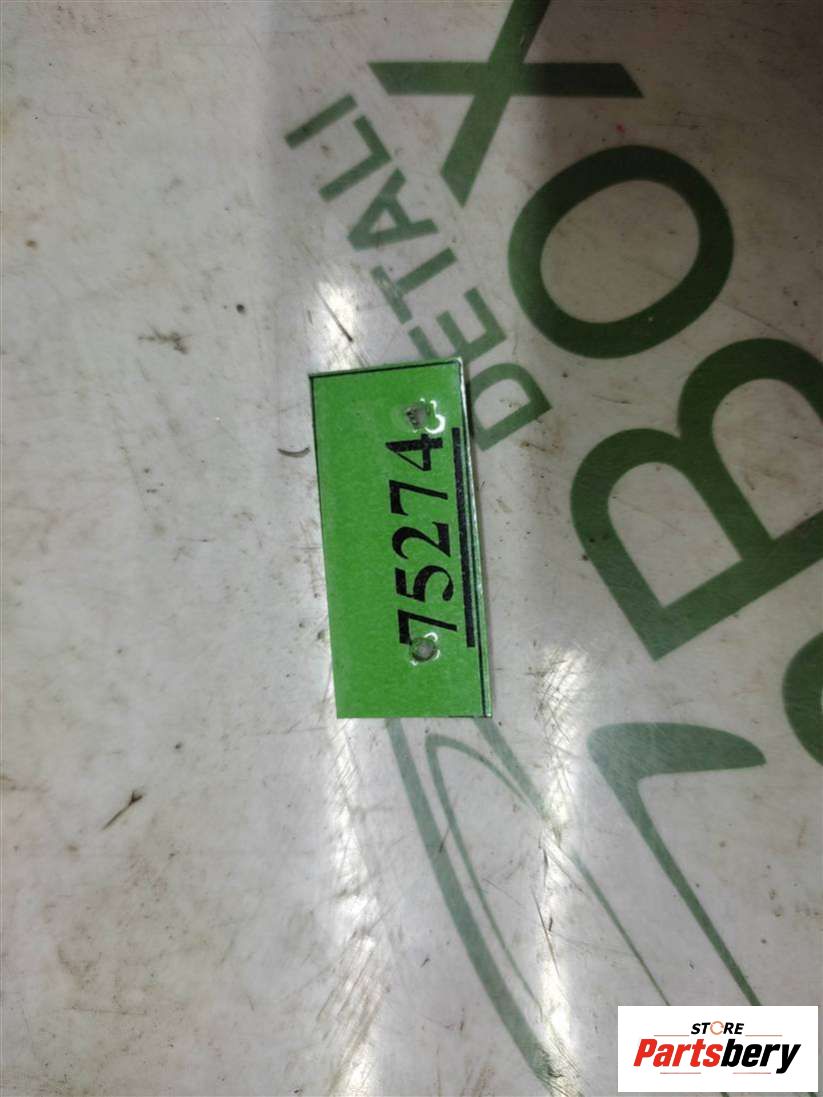 DETALI
BOX
75274
STORE
Partsbery